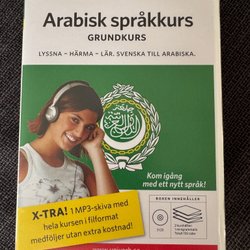 Arabisk språkkurs
GRUNDKURS
LYSSNA – HÄRMA – LÄR. SVENSKA TILL ARABISKA.
Kom igång
med ett nytt språk!
X-TRA! 1 MP3-skiva med
hela kursen i filformat
medföljer utan extra kostnad!
BOXEN INNEHÅLLER